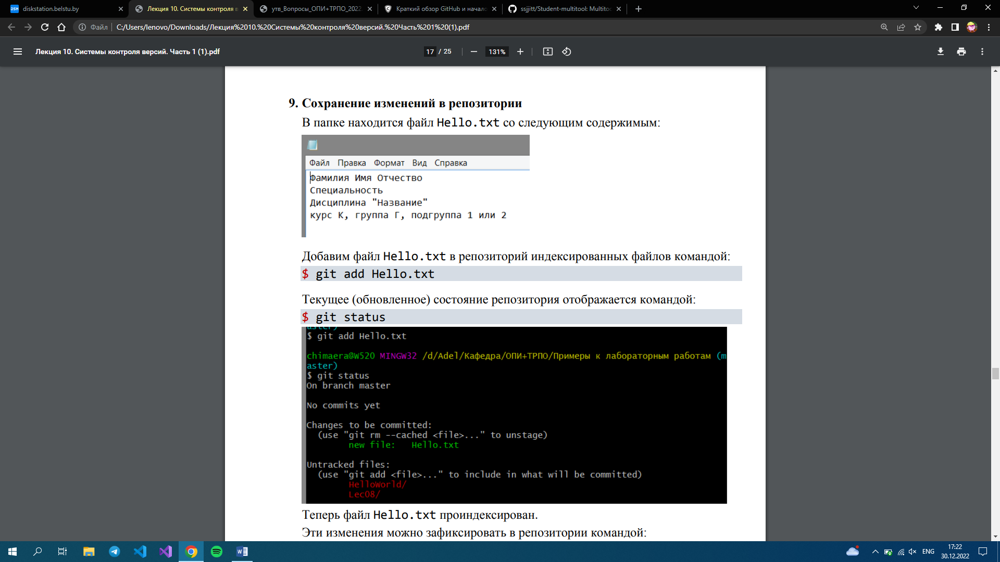 diskstation.belstu.by
Лекция 10. Системы контроля в
утв_Вопросы_ОПИ+ТРПО_2022
Краткий обзор GitHub и начало
ssjjitt/Student-multitool: Multitoo
Файл
C:/Users/lenovo/Downloads/Лекция%2010.%20Системы%20контроля%20версий.%20Часть%201%20(1).pdf
Лекция 10. Системы контроля версий. Часть 1 (1).pdf
17 / 25
131%
9. Сохранение изменений в репозитории
В папке находится файл Hello.txt со следующим содержимым:
Файл Правка Формат Вид Справка
Фамилия Имя Отчество
Специальность
Дисциплина "Название"
курс К, группа Г, подгруппа 1 или 2
Добавим файл Hello.txt в репозиторий индексированных файлов командой:
$ git add Hello.txt
Текущее (обновленное) состояние репозитория отображается командой:
$ git status
aster)
$ git add Hello.txt
chimaera@W520 MINGW32 /d/Adel/Кафедра/ОПИ+ТРПО/Примеры к лабораторным работам (m
aster)
$ git status
On branch master
No commits yet
Changes to be committed:
(use "git rm --cached <file>..." to unstage)
new file: Hello.txt
Untracked files:
(use "git add <file>..." to include in what will be committed)
HelloWorld/
Lec08/
Теперь файл Hello.txt проиндексирован.
Эти изменения можно зафиксировать в репозитории командой:
ENG
17:22
30.12.2022